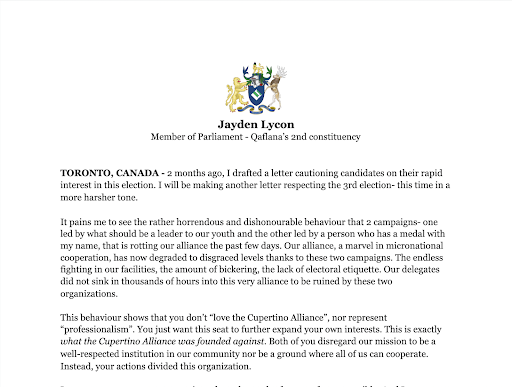 Jayden Lycon
Member of Parliament - Qaflana's 2nd constituency
TORONTO, CANADA - 2 months ago, I drafted a letter cautioning candidates on their rapid
interest in this election. I will be making another letter respecting the 3rd election- this time in a
more harsher tone.
It pains me to see the rather horrendous and dishonourable behaviour that 2 campaigns- one
led by what should be a leader to our youth and the other led by a person who has a medal with
my name, that is rotting our alliance the past few days. Our alliance, a marvel in micronational
cooperation, has now degraded to disgraced levels thanks to these two campaigns. The endless
fighting in our facilities, the amount of bickering, the lack of electoral etiquette. Our delegates
did not sink in thousands of hours into this very alliance to be ruined by these two
organizations.
This behaviour shows that you don't “love the Cupertino Alliance”, nor represent
“professionalism”. You just want this seat to further expand your own interests. This is exactly
what the Cupertino Alliance was founded against. Both of you disregard our mission to be a
well-respected institution in our community nor be a ground where all of us can cooperate.
Instead, your actions divided this organization.